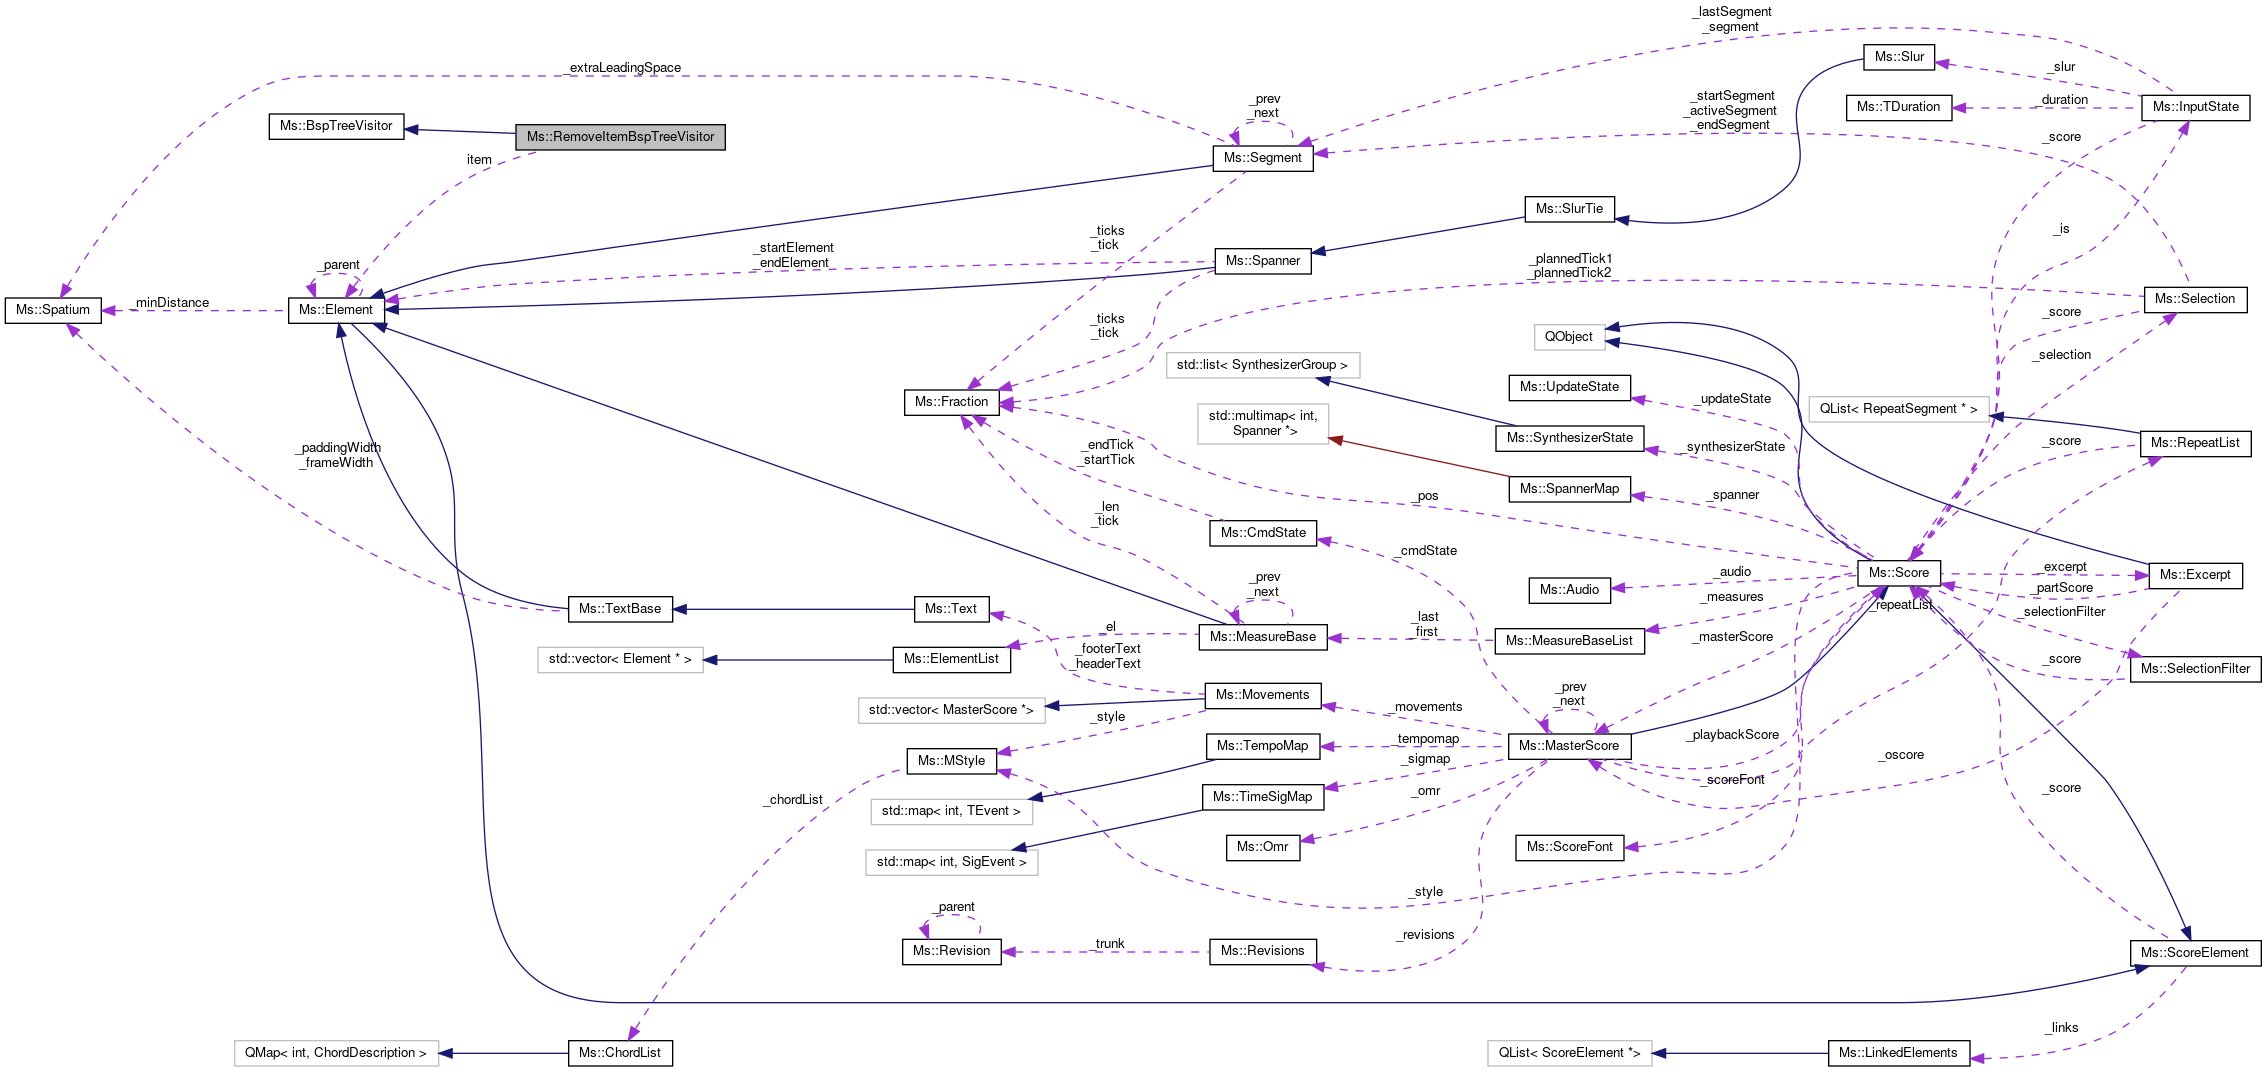 _lastSegment
_segment
Ms::Slur
_extraLeadingSpace
_slur
_prev
_next
_startSegment
_activeSegment
_endSegment
Ms::TDuration
_duration
Ms::InputState
Ms::BspTreeVisitor
Ms::RemoveItemBspTreeVisitor
_score
item
Ms::Segment
Ms::SlurTie
_ticks
_tick
_is
_startElement
_endElement
Ms::Spanner
_plannedTick1
_plannedTick2
_parent
Ms::Spatium
_minDistance
Ms::Element
Ms::Selection
_ticks
_tick
_score
QObject
_selection
std::list< SynthesizerGroup >
Ms::UpdateState
Ms::Fraction
_updateState
QList< RepeatSegment * >
std::multimap< int,
Spanner *>
Ms::SynthesizerState
_synthesizerState
_score
Ms::RepeatList
_paddingWidth
_frameWidth
_endTick
_startTick
Ms::SpannerMap
_spanner
_pos
_len
_tick
Ms::CmdState
_cmdState
Ms::Audio
_audio
Ms::Score
_excerpt
Ms::Excerpt
_partScore
_prev
_next
_measures
_repeatList
_selectionFilter
Ms::TextBase
Ms::Text
_el
Ms::MeasureBase
_last
_first
Ms::MeasureBaseList
_masterScore
std::vector< Element * >
Ms::ElementList
_footerText
_headerText
_score
Ms::SelectionFilter
std::vector< MasterScore *>
Ms::Movements
_style
_movements
_prev
_next
Ms::MStyle
Ms::TempoMap
_tempomap
Ms::MasterScore
_playbackScore
_oscore
_sigmap
_scoreFont
_score
_chordList
std::map< int, TEvent >
Ms::TimeSigMap
_omr
std::map< int, SigEvent >
Ms::Omr
Ms::ScoreFont
_style
_parent
Ms::Revision
_trunk
Ms::Revisions
_revisions
Ms::ScoreElement
_links
QMap< int, ChordDescription >
Ms::ChordList
QList< ScoreElement *>
Ms::LinkedElements